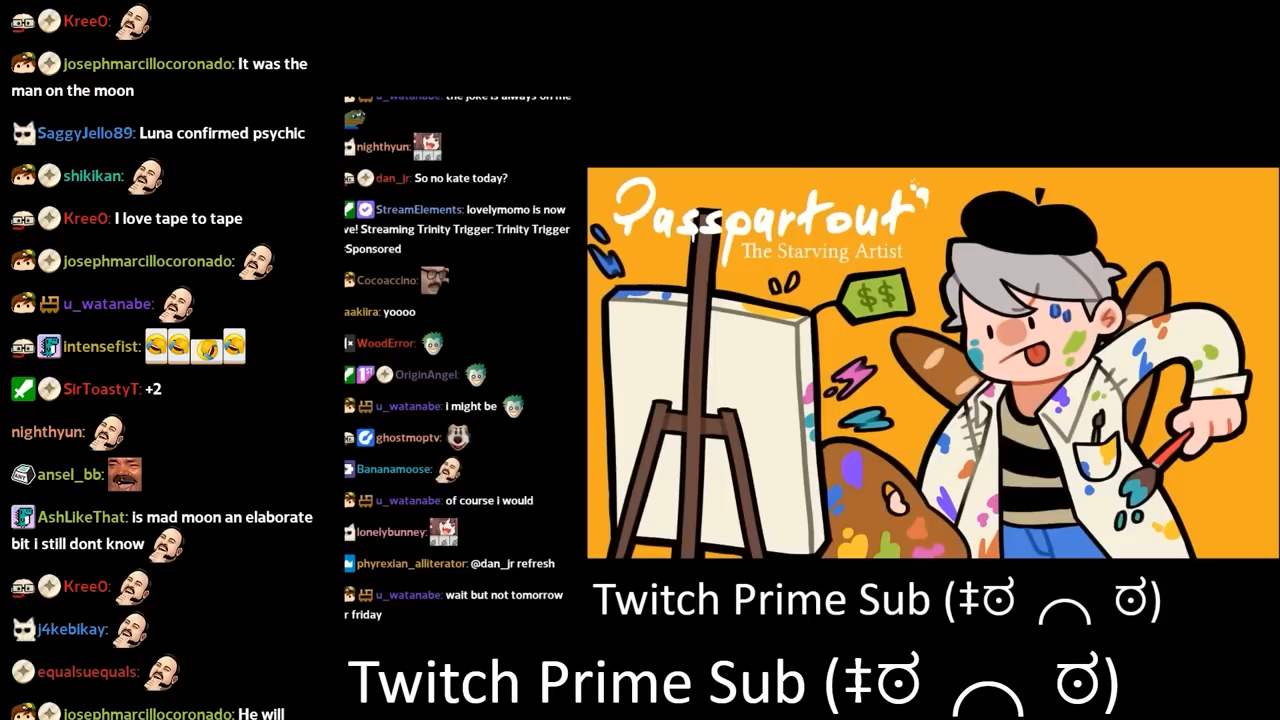 KreeO:
josephmarcillocoronado: It was the
man on the moon
SaggyJello89: Luna confirmed psychic
shikikan:
KreeO: I love tape to tape
josephmarcillocoronado:
u_watanabe:
intensefist:
SirToastyT: +2
nighthyun:
ansel_bb:
AshLikeThat: is mad moon an elaborate
bit i still dont know
KreeO:
j4kebikay:
equalsuequals:
josephmarcillocoronado: He will
u_watanabe: the joke is always on me
nighthyun:
dan_jr: So no kate today?
StreamElements: lovelymomo is now
ve! Streaming Trinity Trigger: Trinity Trigger
Sponsored
Cocoaccino:
aakiira: yoooo
WoodError:
1ST OriginAngel:
u_watanabe: i might be
ghostmoptv:
Bananamoose:
u_watanabe: of course i would
lonelybunney:
phyrexian_alliterator: @dan_jr refresh
u_watanabe: wait but not tomorrow
r friday
Passpartout
The Starving Artist
$$
Twitch Prime Sub (‡ಠ ︵ ಠ)
Twitch Prime Sub (‡ಠ ︵ ಠ)